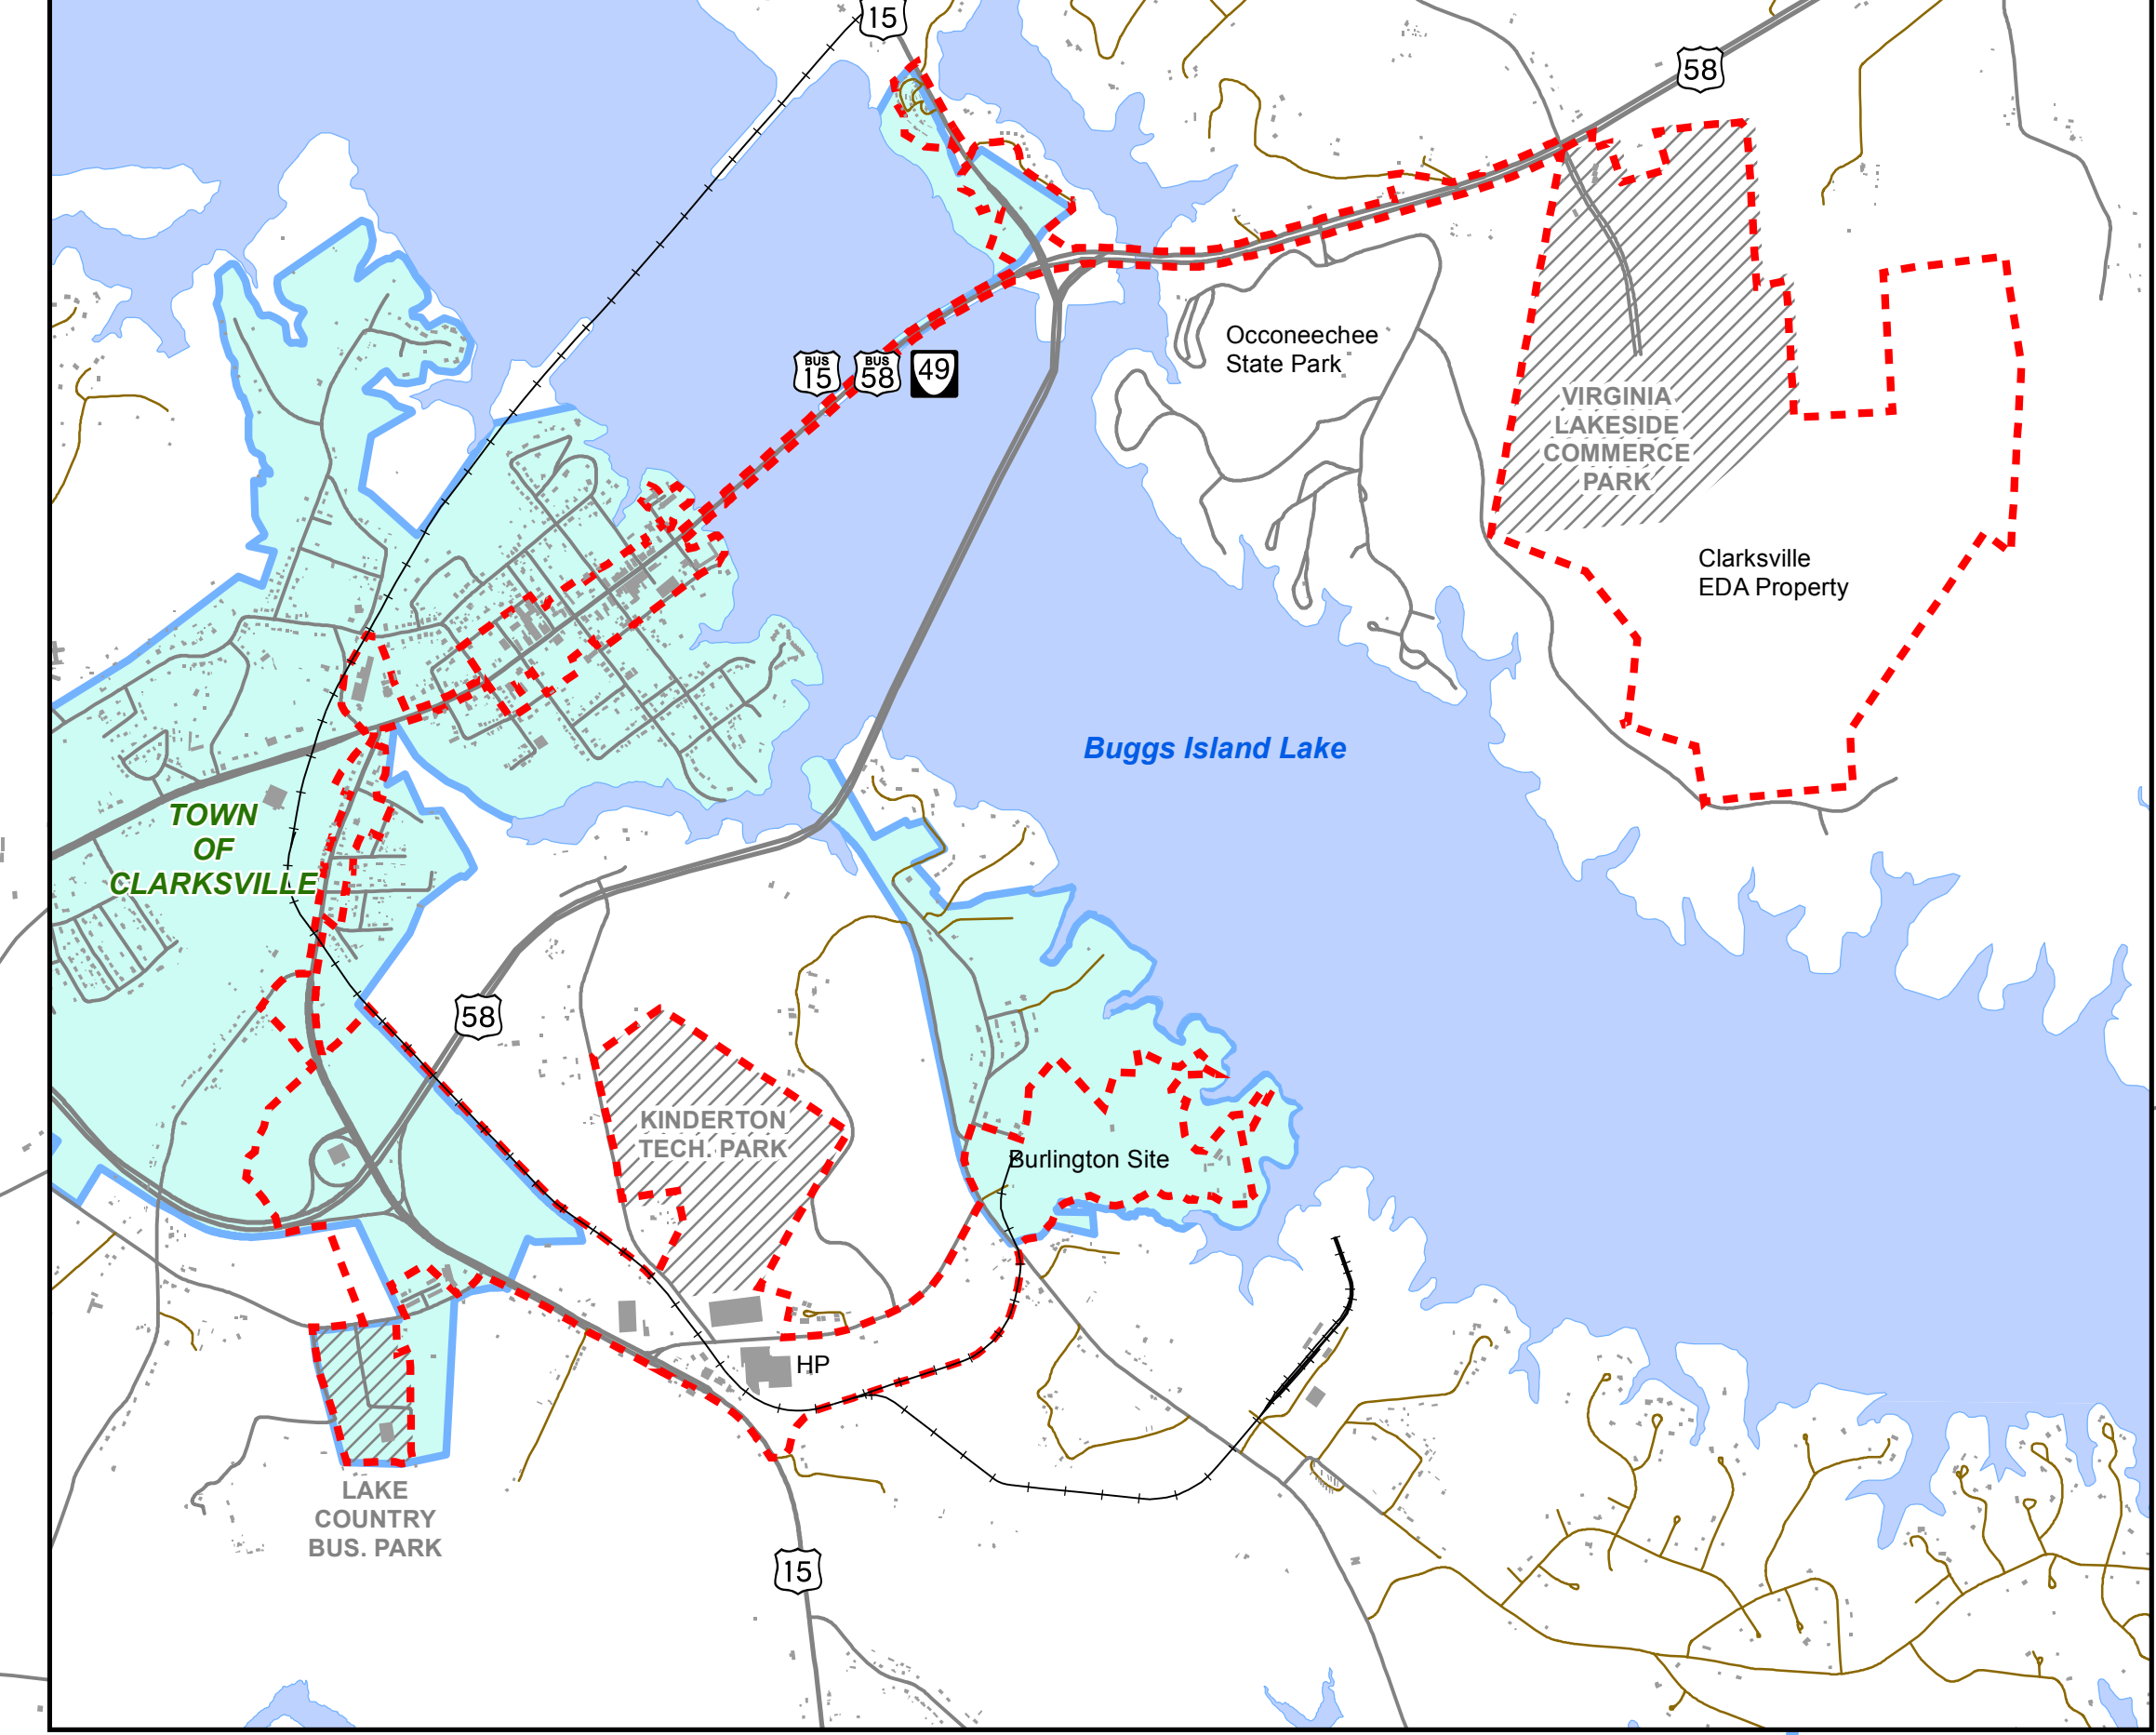 15
58
BUS
15
BUS
58
49
Occoneechee
State Park
VIRGINIA
LAKESIDE
COMMERCE
PARK
Clarksville
EDA Property
Buggs Island Lake
TOWN
OF
CLARKSVILLE
58
KINDERTON
TECH. PARK
Burlington Site
HP
LAKE
COUNTRY
BUS. PARK
15